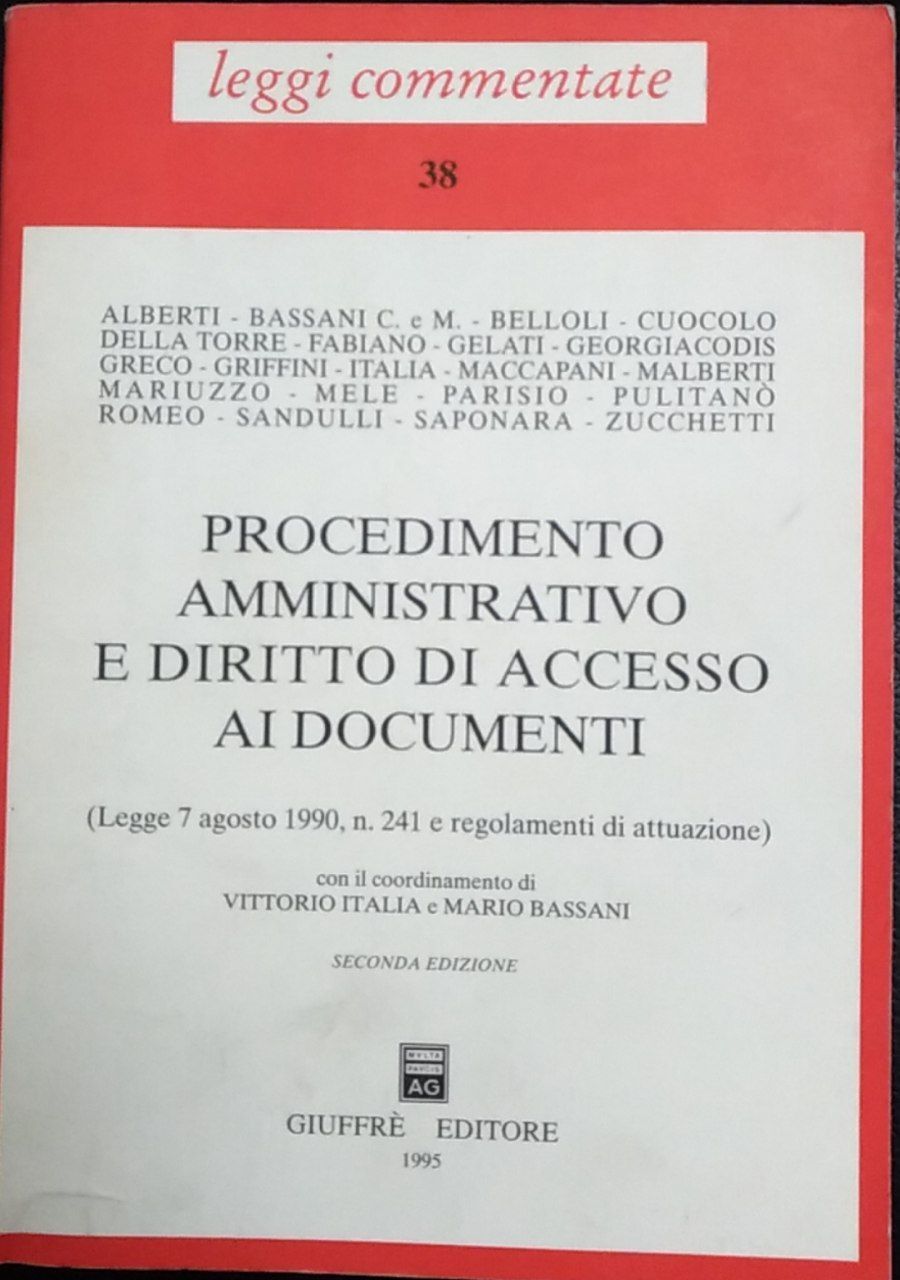 leggi commentate
38
ALBERTI - BASSANI C. e M. - BELLOLI - CUOCOLO
DELLA TORRE - FABIANO - GELATI - GEORGIACODIS
GRECO - GRIFFINI - ITALIA - MACCAPANI - MALBERTI
MARIUZZO - MELE - PARISIO - PULITANÒ
ROMEO - SANDULLI - SAPONARA - ZUCCHETTI
PROCEDIMENTO
AMMINISTRATIVO
E DIRITTO DI ACCESSO
AI DOCUMENTI
(Legge 7 agosto 1990, n. 241 e regolamenti di attuazione)
con il coordinamento di
VITTORIO ITALIA e MARIO BASSANI
SECONDA EDIZIONE
MVLTA
PAVCIS
AG
GIUFFRÈ EDITORE
1995